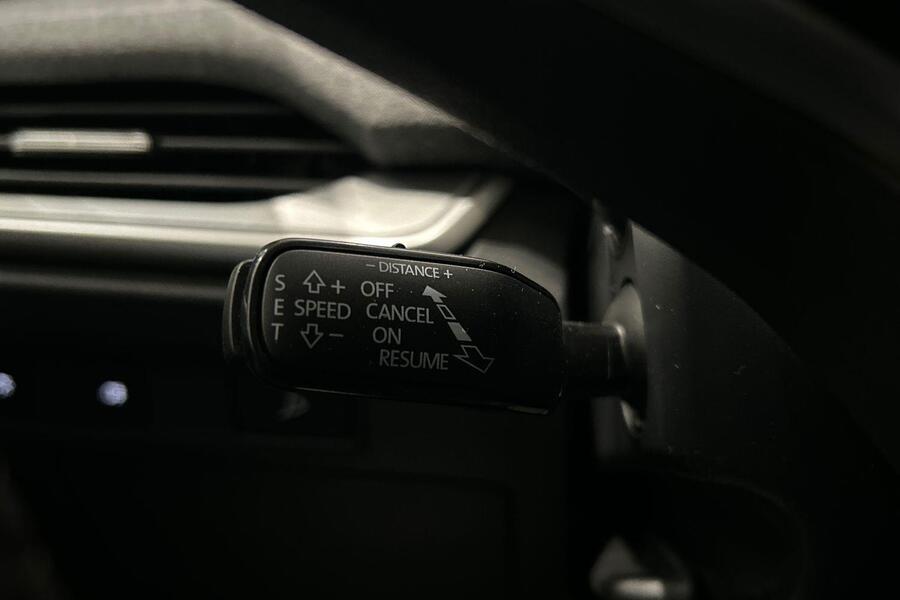 - DISTANCE +
S
E
T
+
SPEED
-
OFF
CANCEL
ON
RESUME